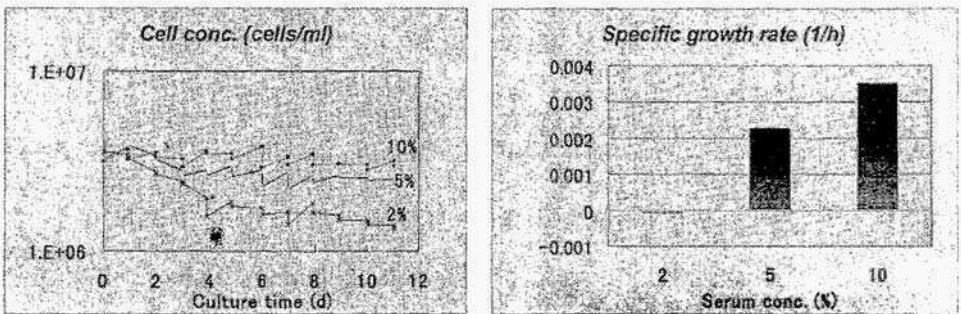 Cell conc. (cells/ml)
1.E+07
10%
5%
2%
1.E+06
0 2 4 6 8 10 12
Culture time (d)
Specific growth rate (1/h)
0.004
0.003
0.002
0.001
0
-0.001
2 5 10
Serum conc. (%)